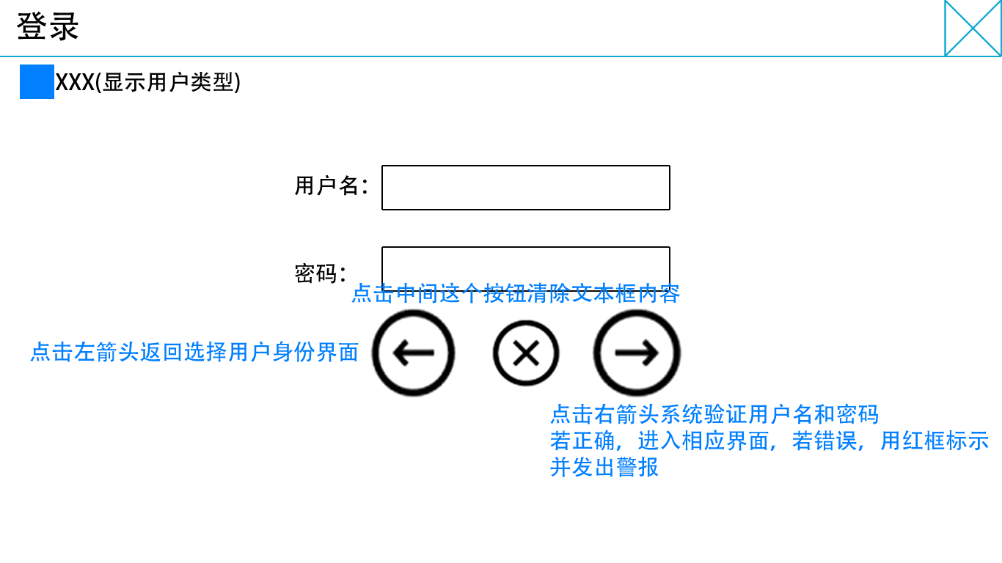 登录
XXX(显示用户类型)
用户名：
密码：
点击中间这个按钮清除文本框内容
点击左箭头返回选择用户身份界面
点击右箭头系统验证用户名和密码
若正确，进入相应界面，若错误，用红框标示
并发出警报